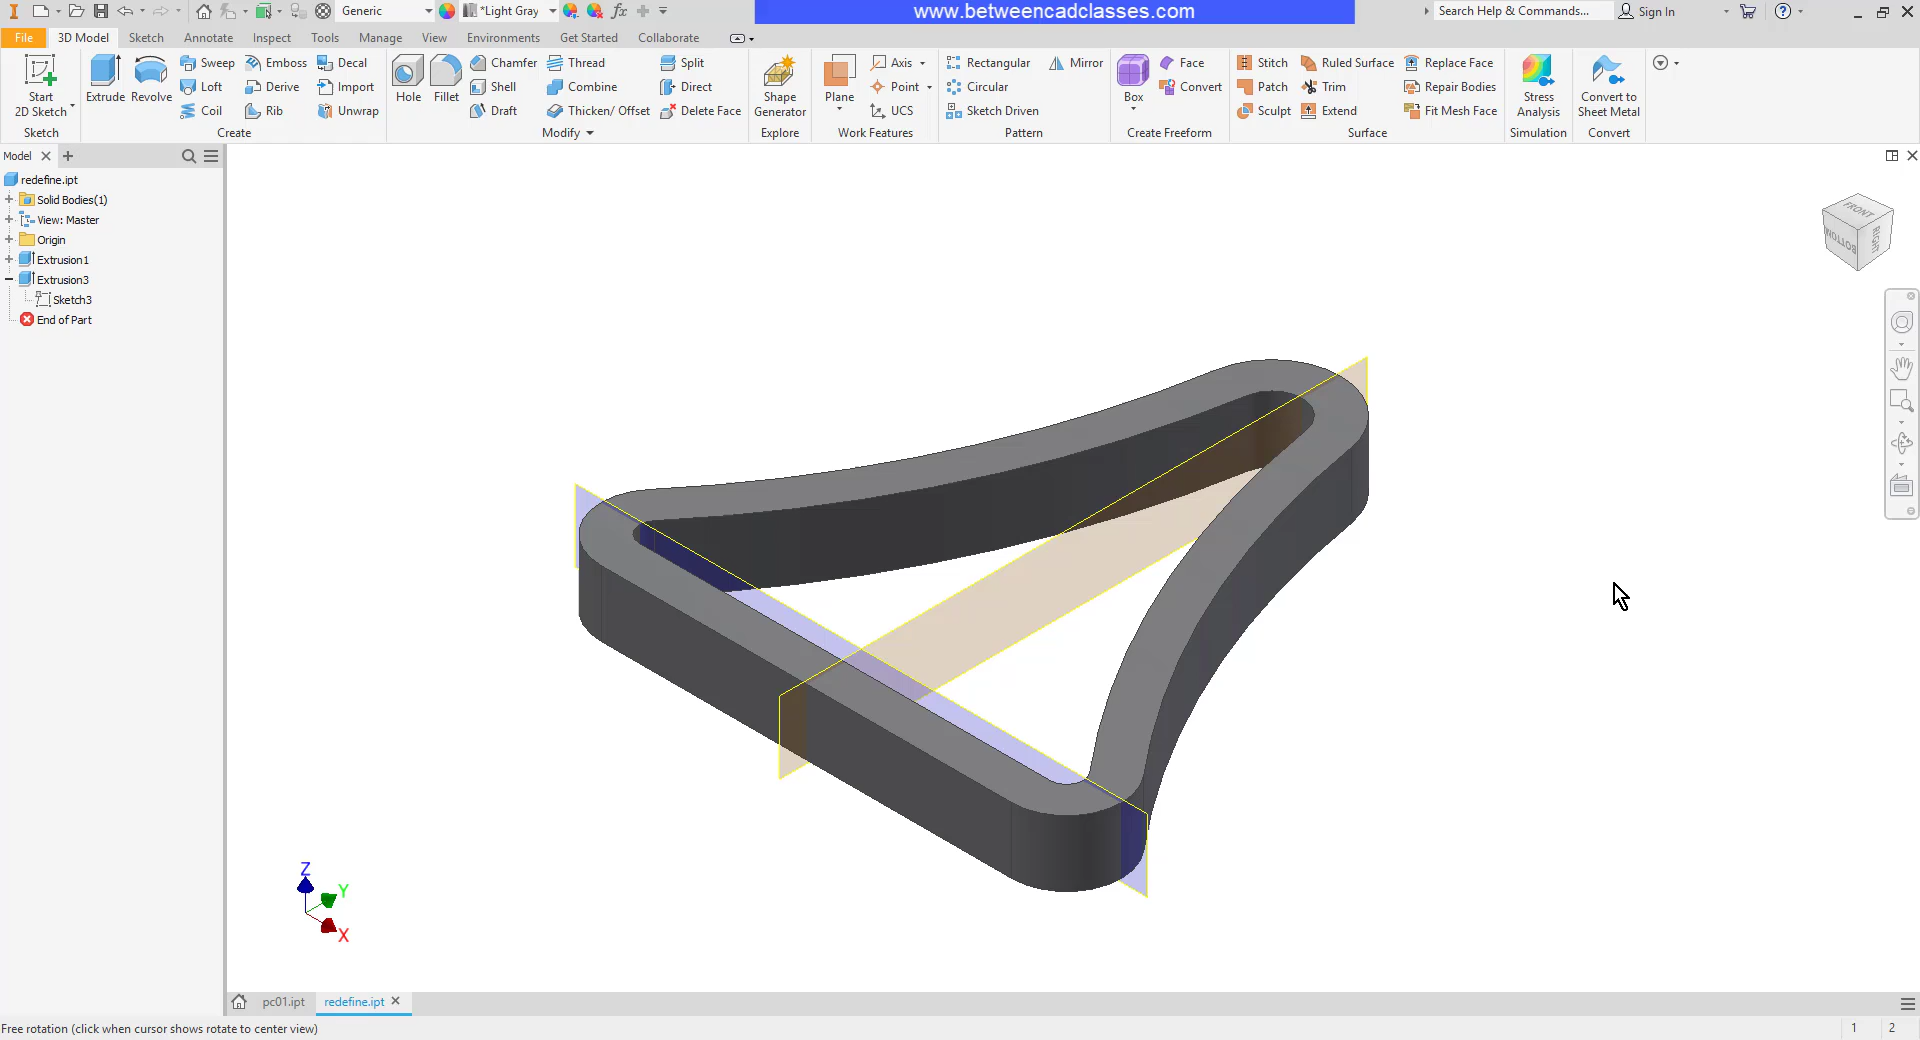 Generic
*Light Gray
fx
www.betweencadclasses.com
Search Help & Commands...
Sign In
File
3D Model
Sketch
Annotate
Inspect
Tools
Manage
View
Environments
Get Started
Collaborate
Start
2D Sketch
Sketch
Extrude
Revolve
Sweep
Emboss
Decal
Loft
Derive
Import
Coil
Rib
Unwrap
Create
Hole
Fillet
Chamfer
Thread
Split
Shell
Combine
Direct
Draft
Thicken/ Offset
Delete Face
Modify
Shape
Generator
Explore
Plane
Axis
Point
UCS
Work Features
Rectangular
Mirror
Circular
Sketch Driven
Pattern
Box
Face
Convert
Create Freeform
Stitch
Ruled Surface
Replace Face
Patch
Trim
Repair Bodies
Sculpt
Extend
Fit Mesh Face
Surface
Stress
Analysis
Simulation
Convert to
Sheet Metal
Convert
Model
redefine.ipt
Solid Bodies(1)
View: Master
Origin
Extrusion1
Extrusion3
Sketch3
End of Part
FRONT
BOTTOM
RIGHT
Z
Y
X
pc01.ipt
redefine.ipt
Free rotation (click when cursor shows rotate to center view)
1
2